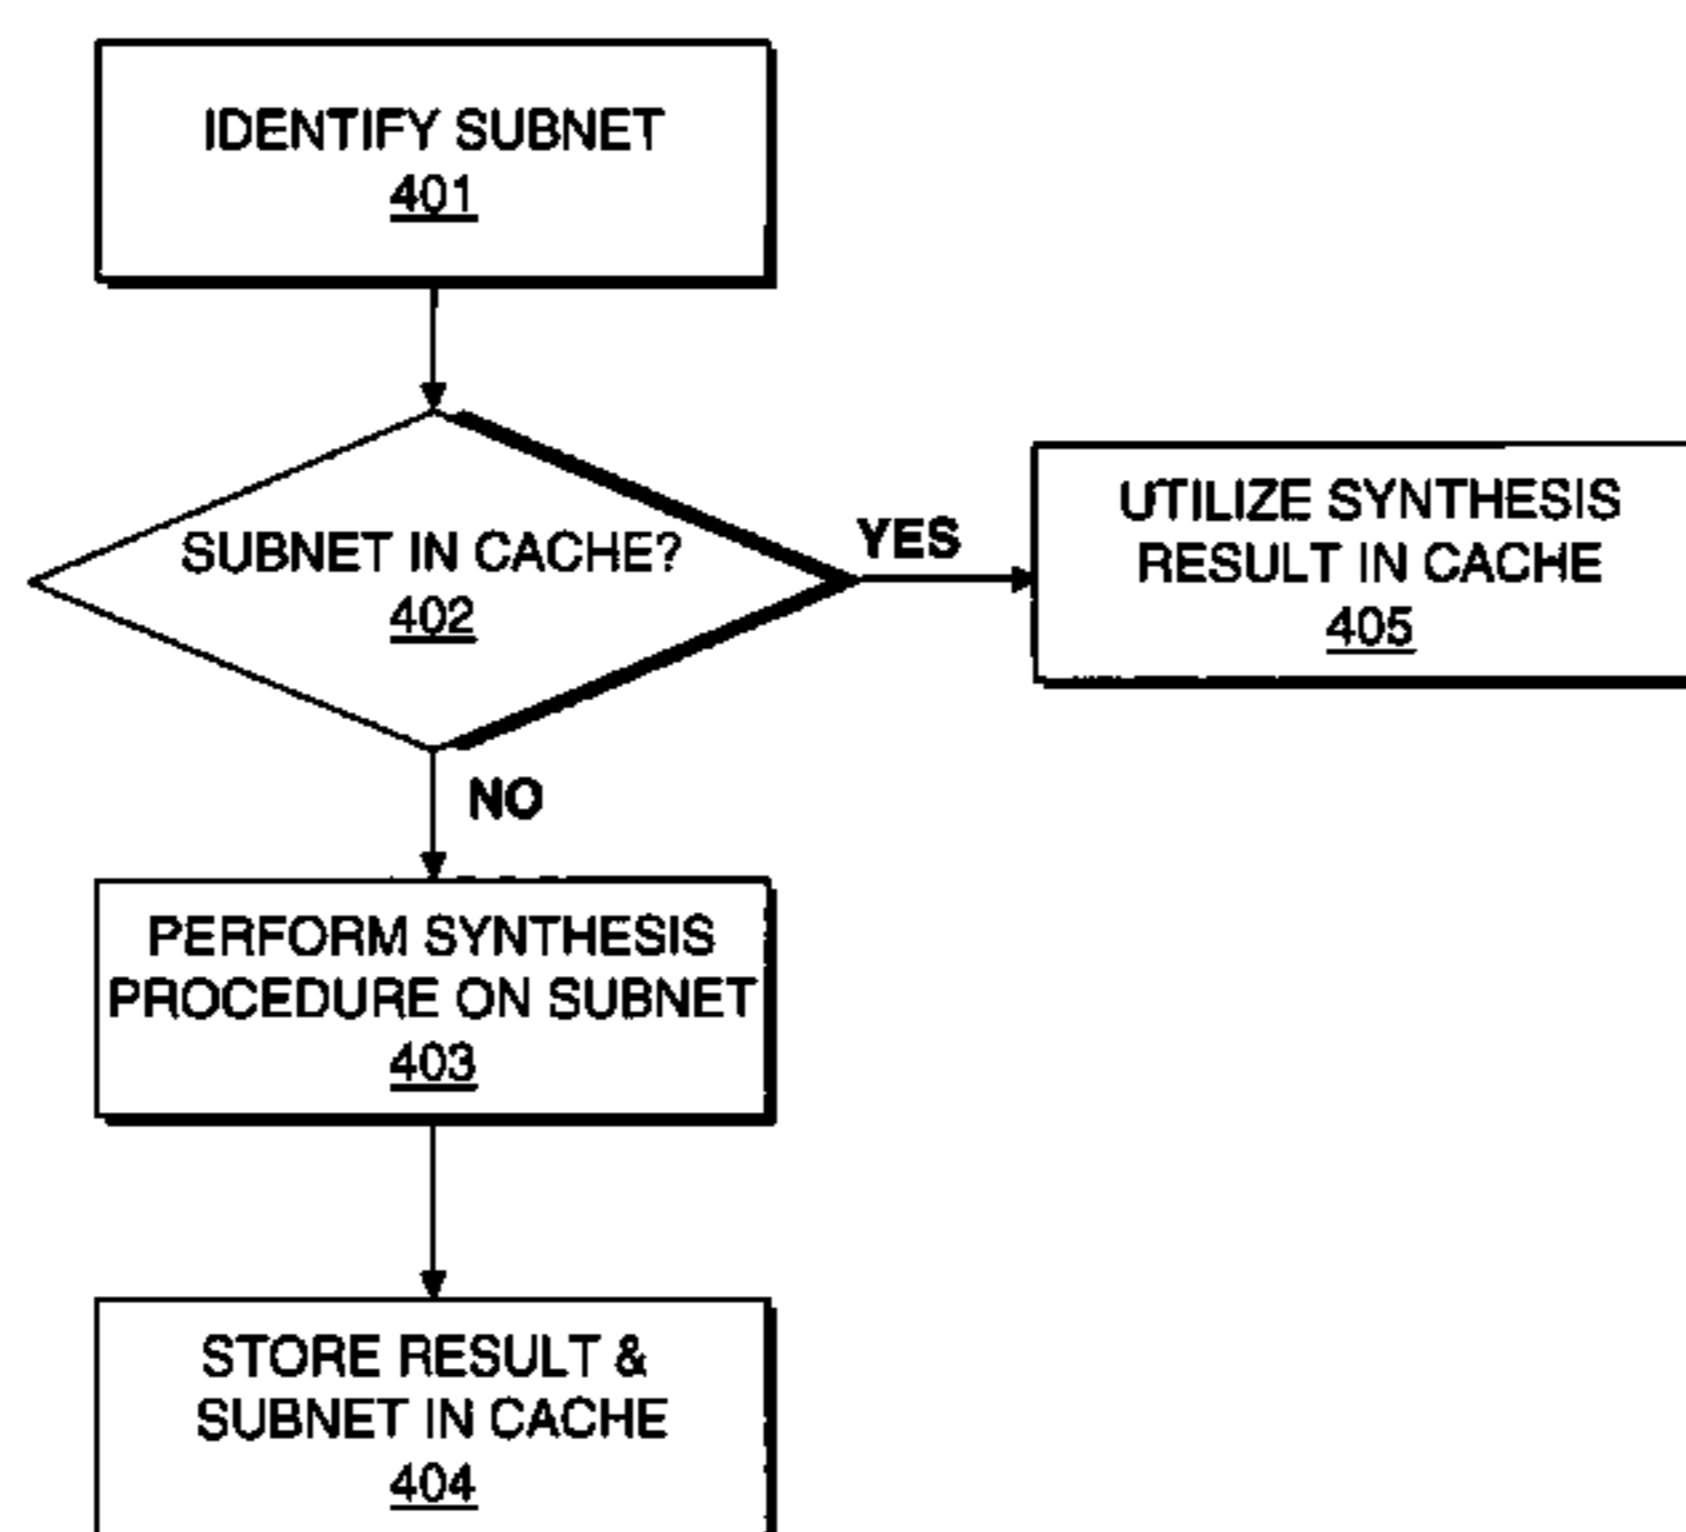 IDENTIFY SUBNET
401
SUBNET IN CACHE?
402
YES
UTILIZE SYNTHESIS
RESULT IN CACHE
405
NO
PERFORM SYNTHESIS
PROCEDURE ON SUBNET
403
STORE RESULT &
SUBNET IN CACHE
404